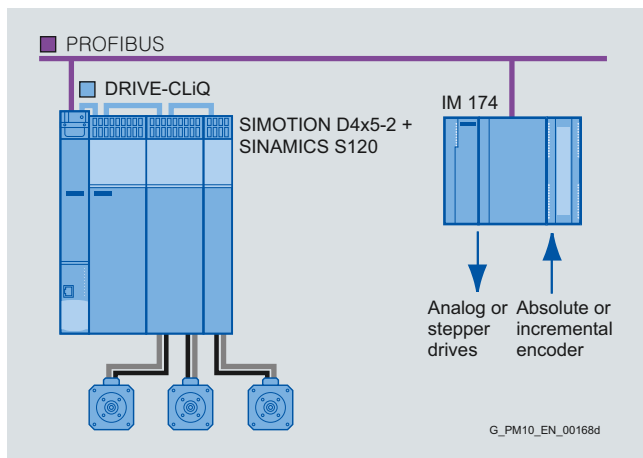 PROFIBUS
DRIVE-CLiQ
SIMOTION D4x5-2 +
SINAMICS S120
IM 174
Analog or
stepper
drives
Absolute or
incremental
encoder
G_PM10_EN_00168d